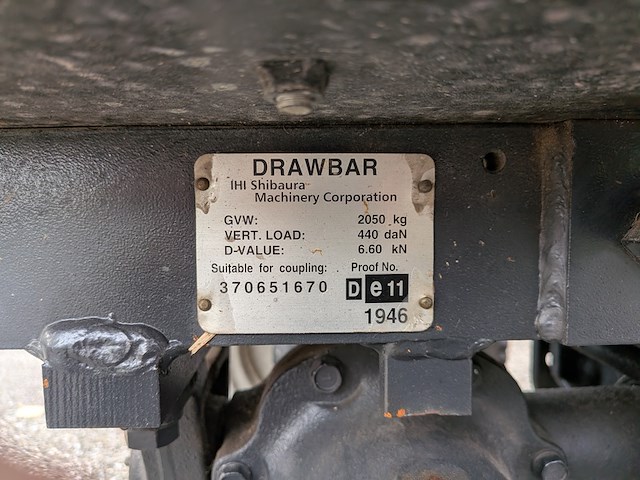 DRAWBAR
IHI Shibaura
Machinery Corporation
GVW: 2050 kg
VERT. LOAD: 440 daN
D-VALUE: 6.60 kN
Suitable for coupling: Proof No.
370651670 D e 11
1946